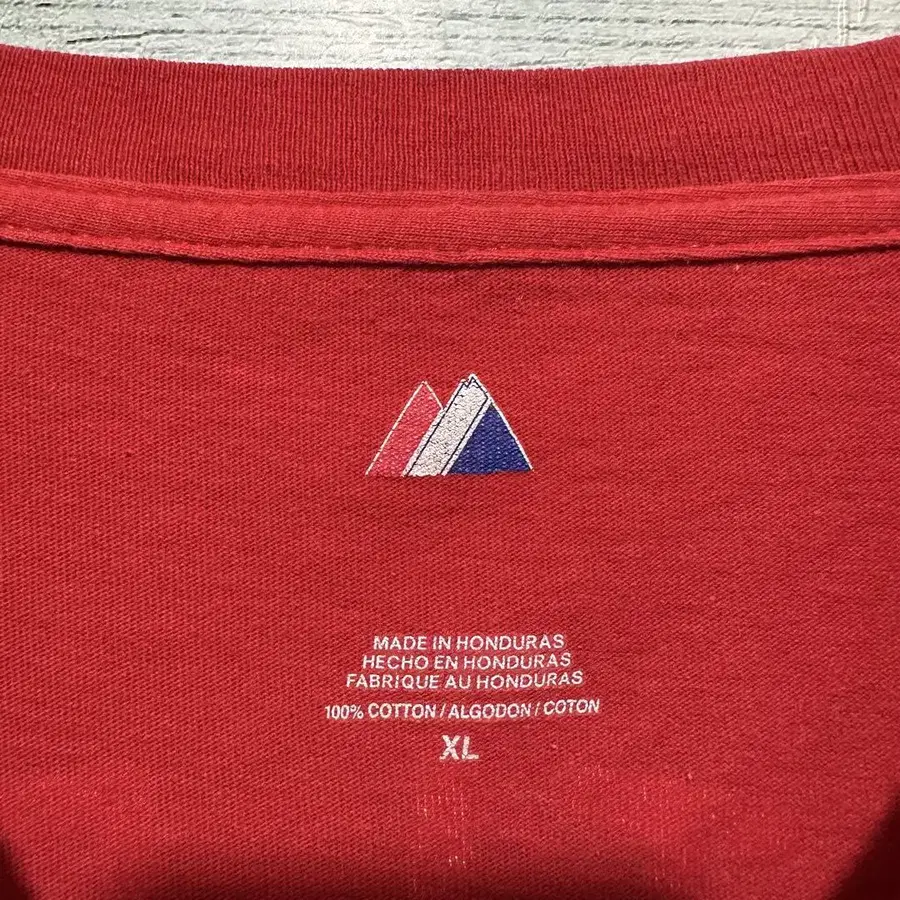 MADE IN HONDURAS
HECHO EN HONDURAS
FABRIQUE AU HONDURAS
100% COTTON / ALGODON / COTON
XL